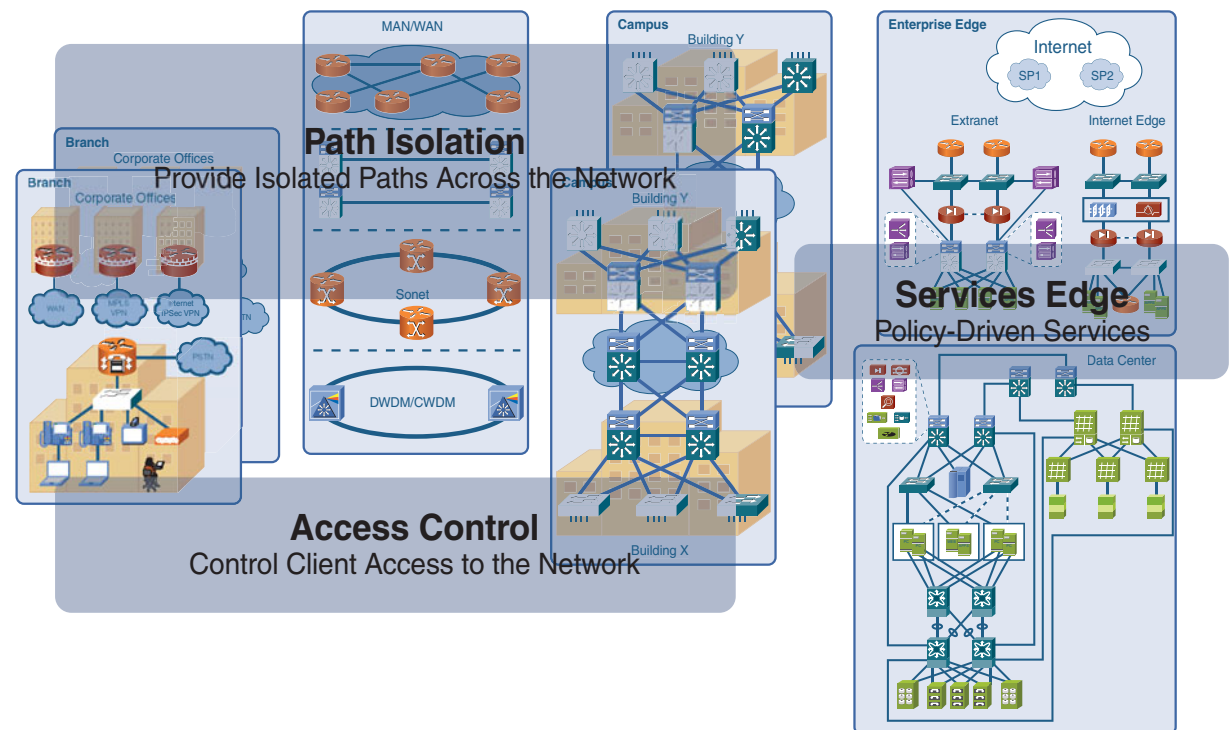 MAN/WAN
Campus
Building Y
Enterprise Edge
Internet
SP1
SP2
Extranet
Internet Edge
Path Isolation
Provide Isolated Paths Across the Network
Branch
Corporate Offices
Branch
Corporate Offices
Campus
Building Y
WAN
MPLS
VPN
Internet
IPSec VPN
TN
PSTN
Sonet
DWDM/CWDM
Services Edge
Policy-Driven Services
Data Center
Access Control
Control Client Access to the Network
Building X